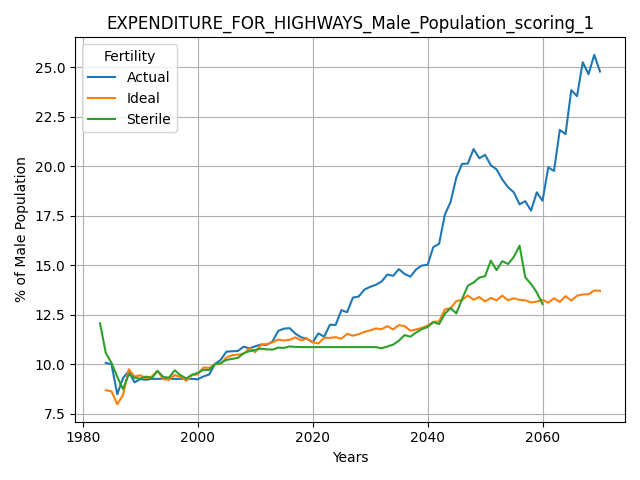 EXPENDITURE_FOR_HIGHWAYS_Male_Population_scoring_1
Fertility
Actual
Ideal
Sterile
% of Male Population
25.0
22.5
20.0
17.5
15.0
12.5
10.0
7.5
1980
2000
2020
2040
2060
Years